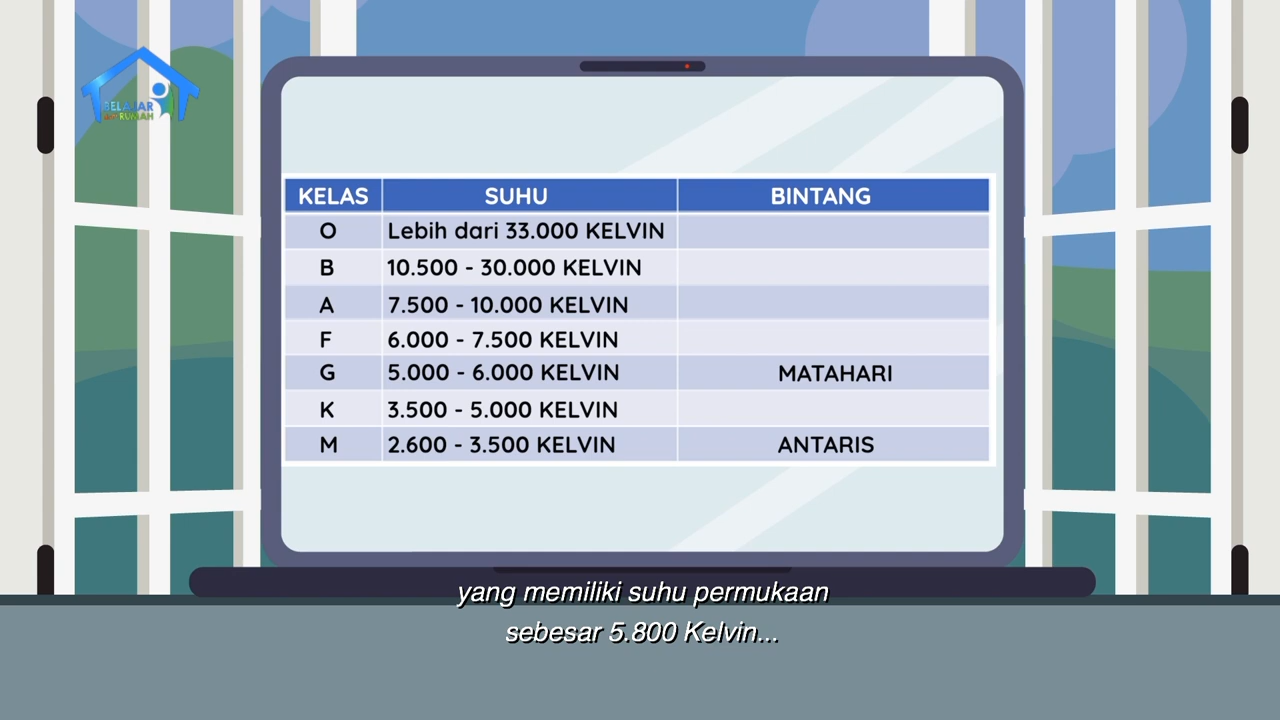 BELAJAR
dari RUMAH
KELAS SUHU BINTANG
O Lebih dari 33.000 KELVIN
B 10.500 - 30.000 KELVIN
A 7.500 - 10.000 KELVIN
F 6.000 - 7.500 KELVIN
G 5.000 - 6.000 KELVIN MATAHARI
K 3.500 - 5.000 KELVIN
M 2.600 - 3.500 KELVIN ANTARIS
yang memiliki suhu permukaan
sebesar 5.800 Kelvin...